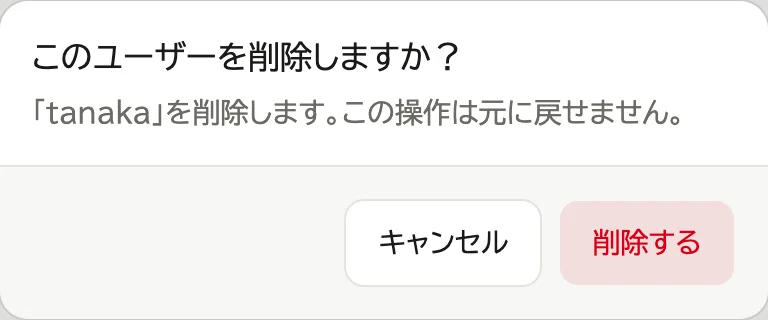 このユーザーを削除しますか？
「tanaka」を削除します。この操作は元に戻せません。
キャンセル
削除する